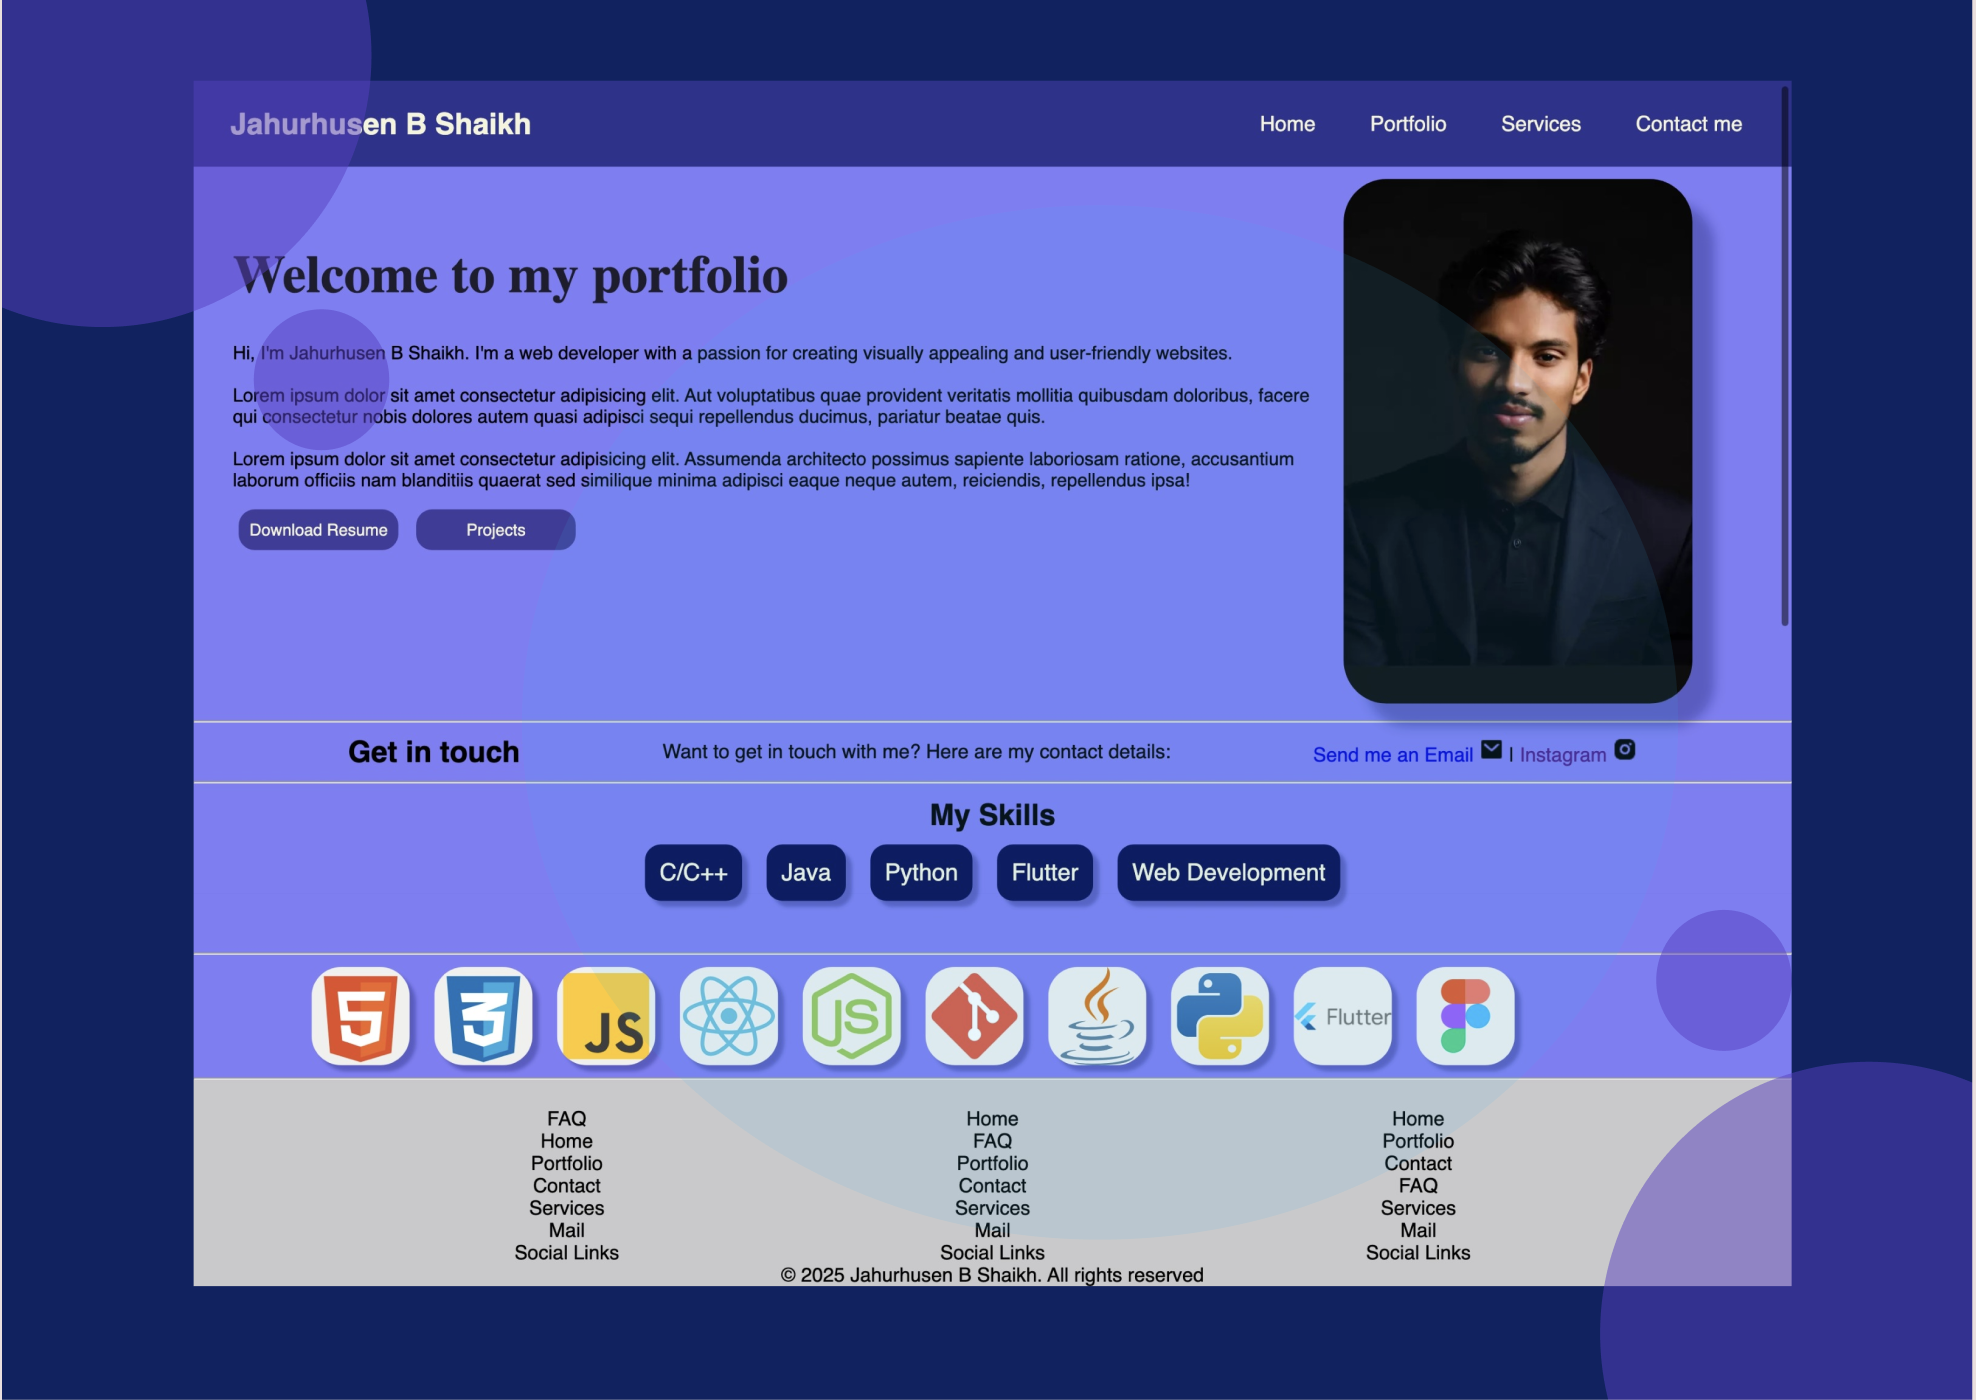 Jahurhusen B Shaikh
Home Portfolio Services Contact me
Welcome to my portfolio
Hi, I'm Jahurhusen B Shaikh. I'm a web developer with a passion for creating visually appealing and user-friendly websites.
Lorem ipsum dolor sit amet consectetur adipisicing elit. Aut voluptatibus quae provident veritatis mollitia quibusdam doloribus, facere
qui consectetur nobis dolores autem quasi adipisci sequi repellendus ducimus, pariatur beatae quis.
Lorem ipsum dolor sit amet consectetur adipisicing elit. Assumenda architecto possimus sapiente laboriosam ratione, accusantium
laborum officiis nam blanditiis quaerat sed similique minima adipisci eaque neque autem, reiciendis, repellendus ipsa!
Download Resume Projects
Get in touch
Want to get in touch with me? Here are my contact details:
Send me an Email | Instagram
My Skills
C/C++ Java Python Flutter Web Development
5 3 JS JS Flutter
FAQ
Home
Portfolio
Contact
Services
Mail
Social Links
Home
FAQ
Portfolio
Contact
Services
Mail
Social Links
Home
Portfolio
Contact
FAQ
Services
Mail
Social Links
© 2025 Jahurhusen B Shaikh. All rights reserved